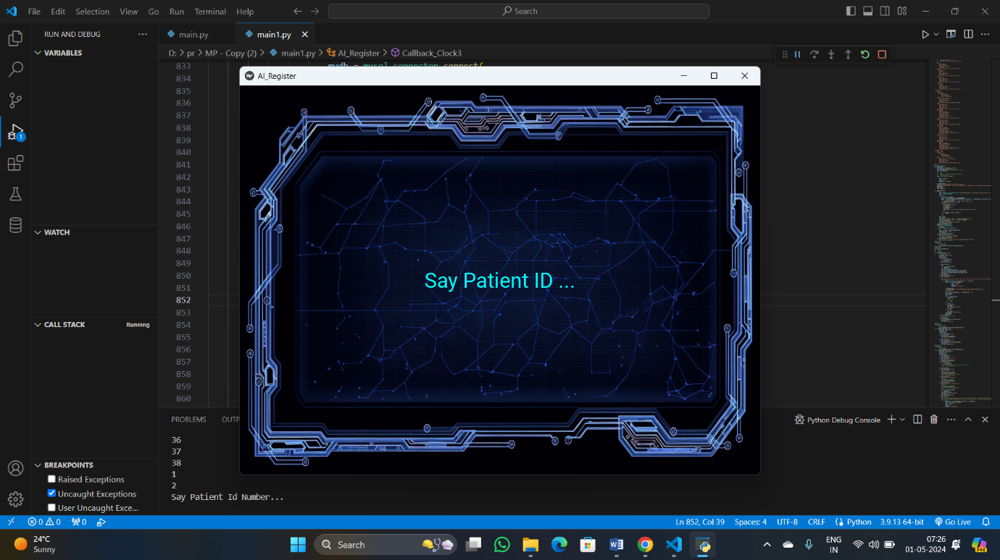 File Edit Selection View Go Run Terminal Help
Search
RUN AND DEBUG
main.py
main1.py
D: > pr > MP - Copy (2) > main1.py > AI_Register > Callback_Clock3
VARIABLES
833
834
835
836
837
838
839
840
841
842
843
844
845
846
847
848
849
850
851
852
853
854
855
856
857
858
859
860
mydb = mysql.connector.connect(
AI_Register
Say Patient ID ...
WATCH
CALL STACK
Running
BREAKPOINTS
Raised Exceptions
Uncaught Exceptions
User Uncaught Exce...
1
PROBLEMS
OUTP
Python Debug Console
36
37
38
1
2
Say Patient Id Number...
0 0 0
Ln 852, Col 39 Spaces: 4 UTF-8 CRLF Python 3.9.13 64-bit Go Live
24°C
Sunny
Search
ENG
IN
07:26
01-05-2024
PRE